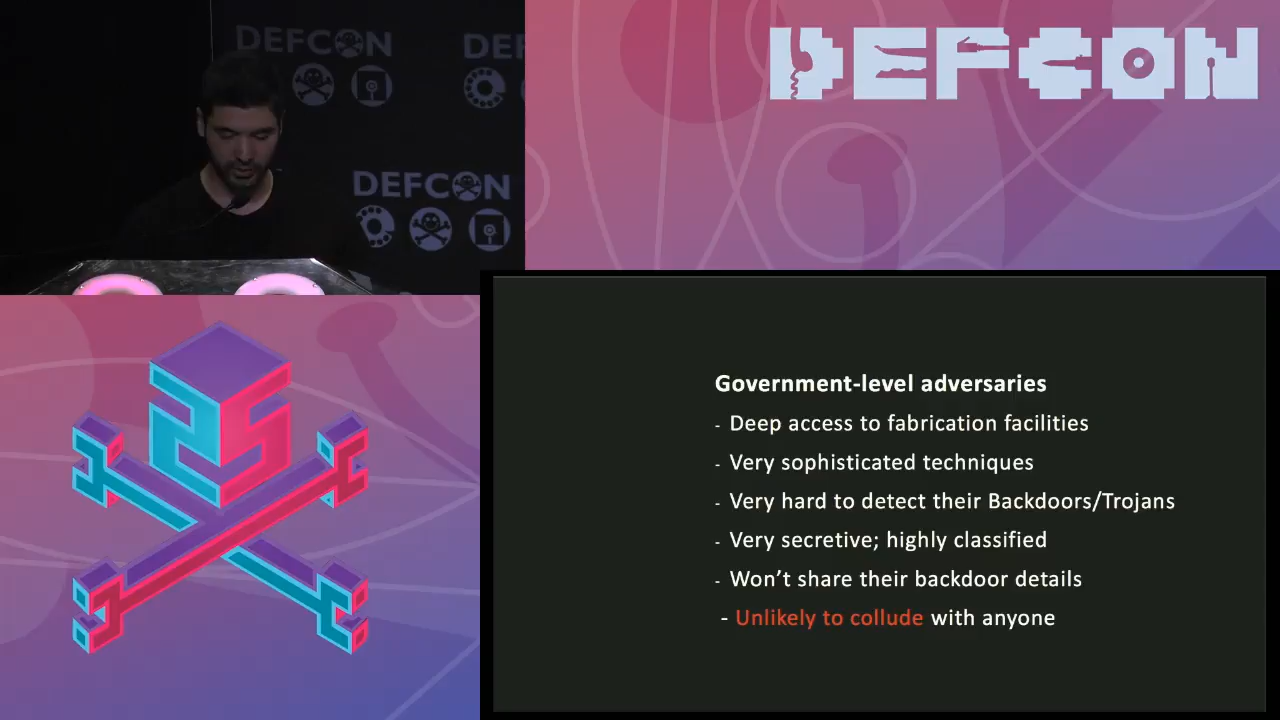 DEFCON
DEF
DEFCON
DEFCON
Government-level adversaries
- Deep access to fabrication facilities
- Very sophisticated techniques
- Very hard to detect their Backdoors/Trojans
- Very secretive; highly classified
- Won’t share their backdoor details
- Unlikely to collude with anyone